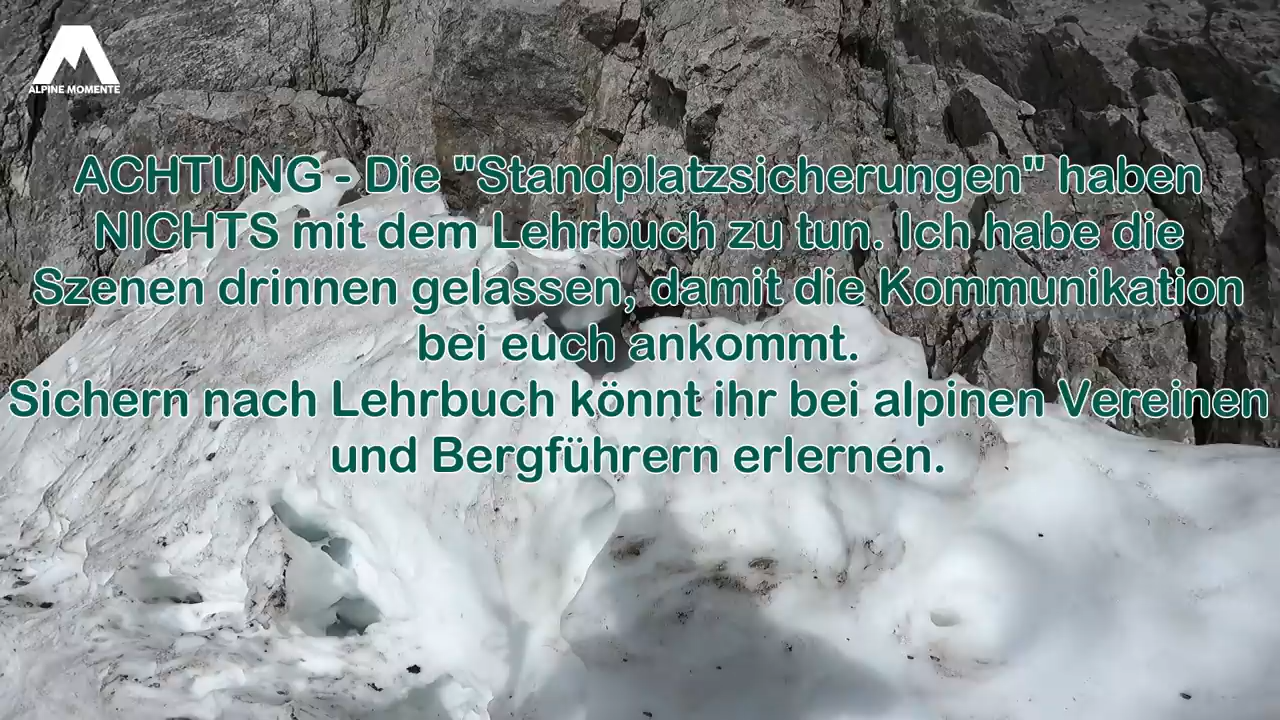 ALPINE MOMENTE
ACHTUNG - Die "Standplatzsicherungen" haben
NICHTS mit dem Lehrbuch zu tun. Ich habe die
Szenen drinnen gelassen, damit die Kommunikation
bei euch ankommt.
Sichern nach Lehrbuch könnt ihr bei alpinen Vereinen
und Bergführern erlernen.